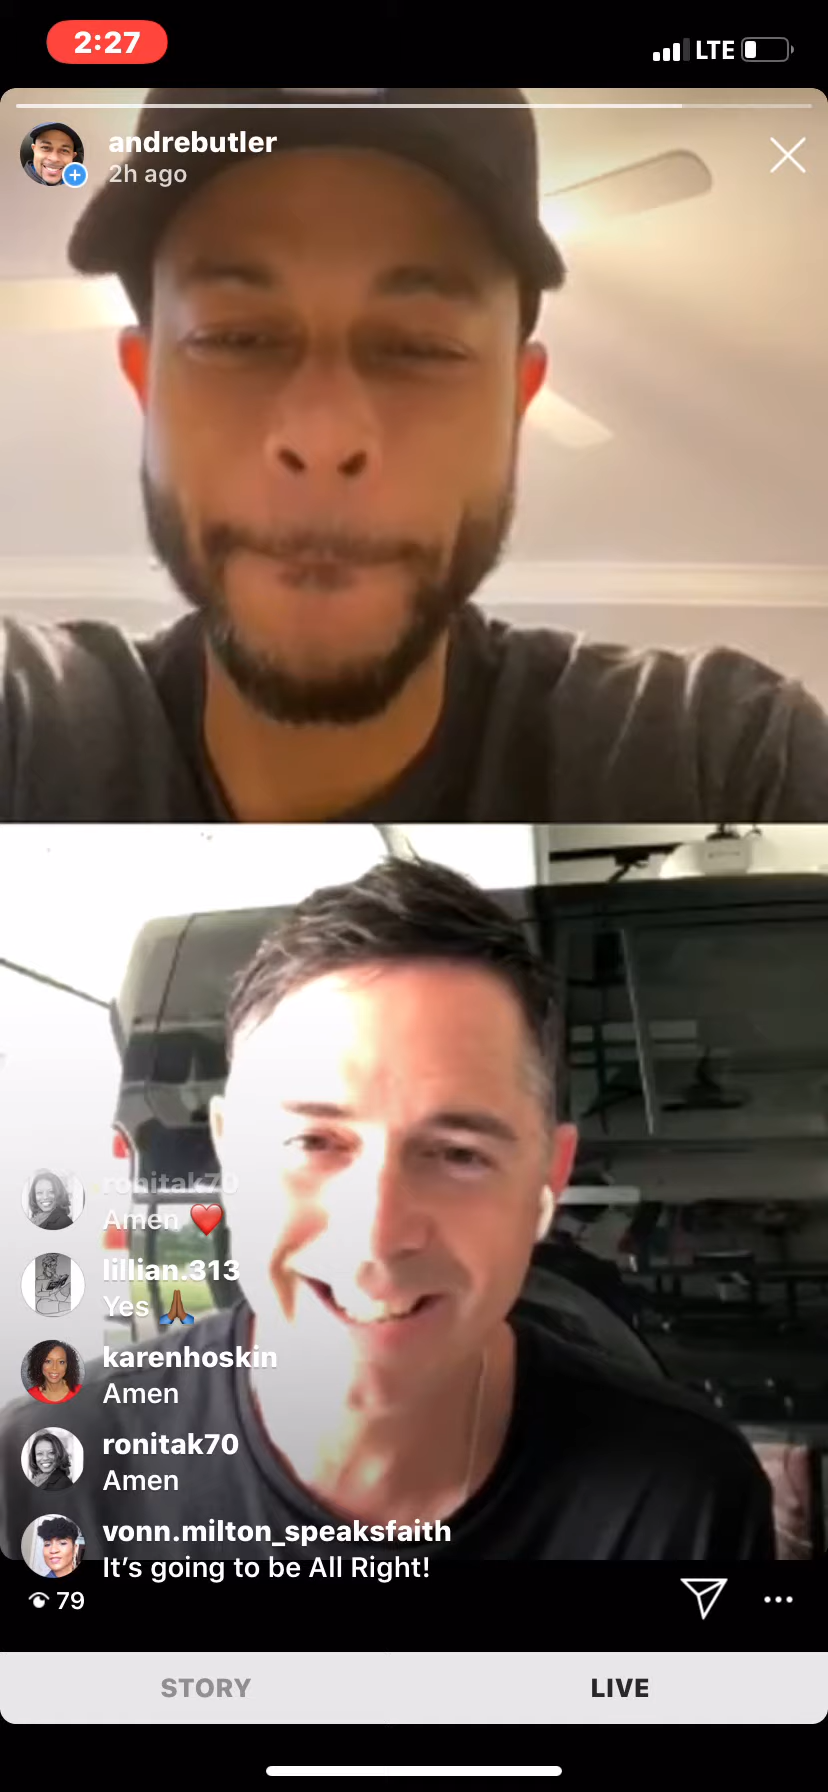 2:27
LTE
andrebutler
2h ago
ronitak70
Amen ❤️
lillian.313
Yes 🙏🏾
karenhoskin
Amen
ronitak70
Amen
vonn.milton_speaksfaith
It's going to be All Right!
79
STORY
LIVE